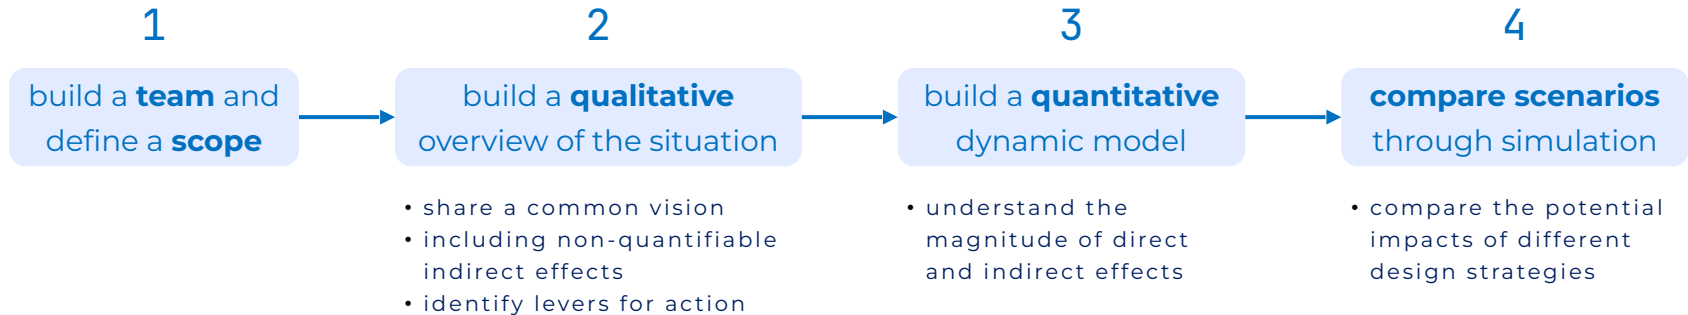 1
build a team and
define a scope
2
build a qualitative
overview of the situation
• share a common vision
• including non-quantifiable
indirect effects
• identify levers for action
3
build a quantitative
dynamic model
• understand the
magnitude of direct
and indirect effects
4
compare scenarios
through simulation
• compare the potential
impacts of different
design strategies